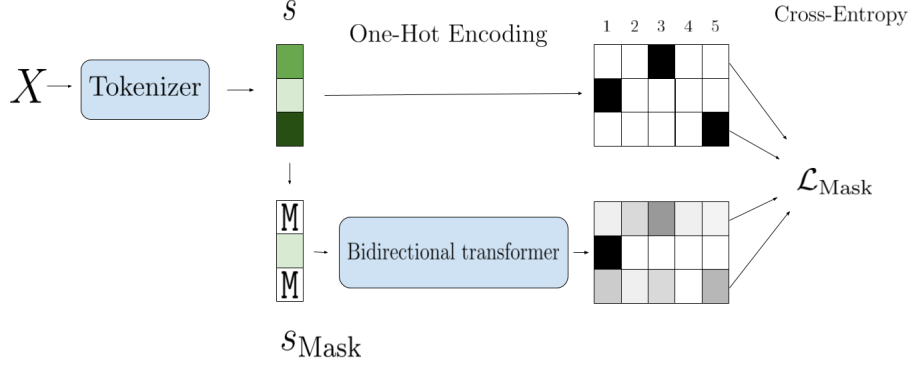 s
One-Hot Encoding
Cross-Entropy
1 2 3 4 5
X
Tokenizer
ℒMask
M
Bidirectional transformer
M
sMask